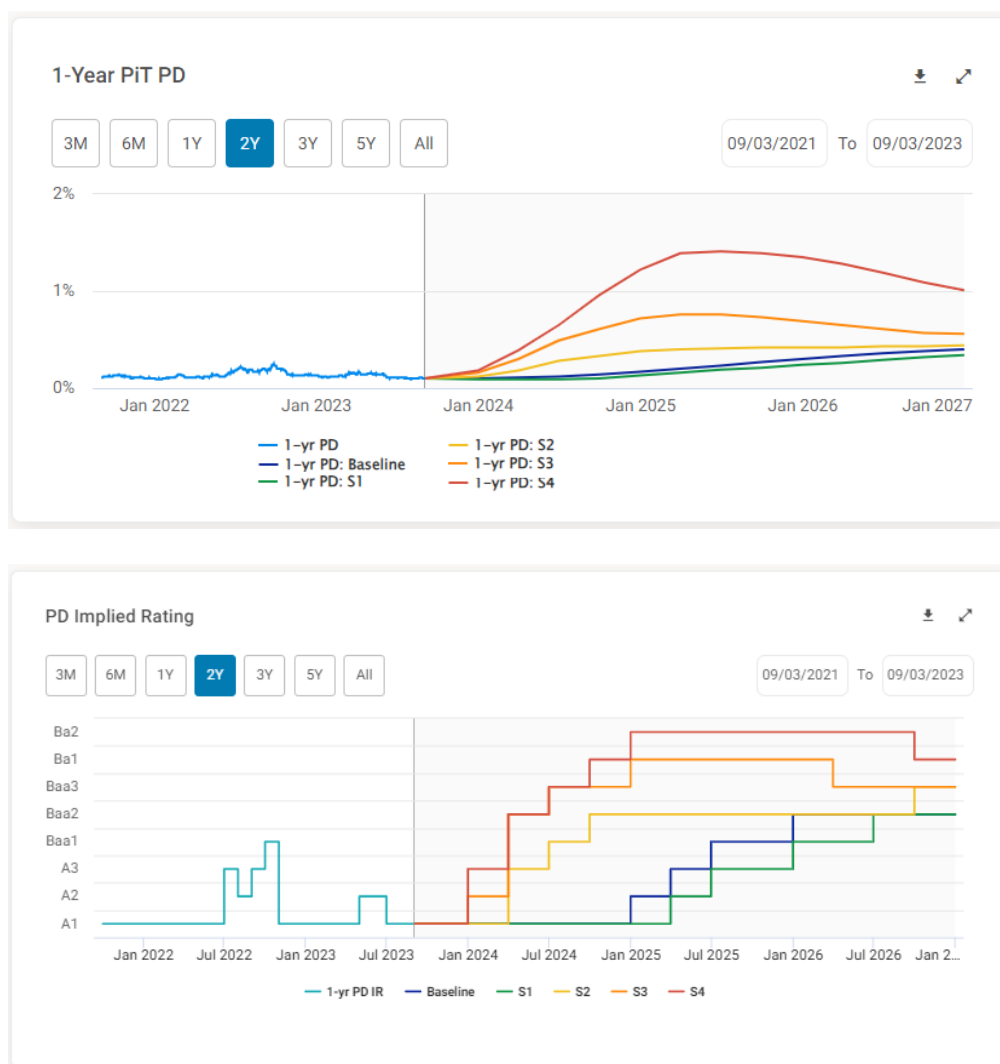 1-Year PiT PD
3M 6M 1Y 2Y 3Y 5Y All 09/03/2021 To 09/03/2023
2%
1%
0%
Jan 2022 Jan 2023 Jan 2024 Jan 2025 Jan 2026 Jan 2027
1-yr PD 1-yr PD: S2
1-yr PD: Baseline 1-yr PD: S3
1-yr PD: S1 1-yr PD: S4
PD Implied Rating
3M 6M 1Y 2Y 3Y 5Y All 09/03/2021 To 09/03/2023
Ba2
Ba1
Baa3
Baa2
Baa1
A3
A2
A1
Jan 2022 Jul 2022 Jan 2023 Jul 2023 Jan 2024 Jul 2024 Jan 2025 Jul 2025 Jan 2026 Jul 2026 Jan 2...
1-yr PD IR Baseline S1 S2 S3 S4